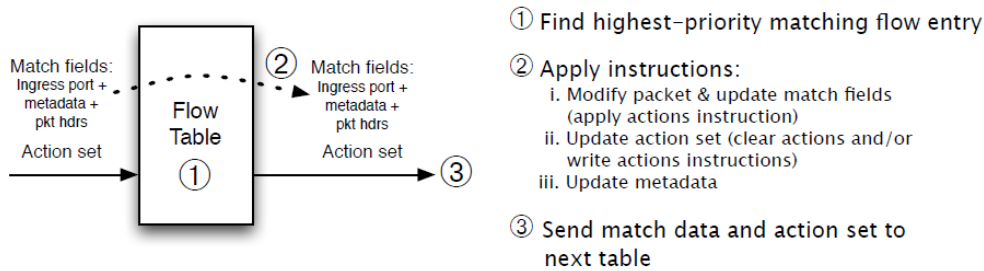 Match fields:
Ingress port +
metadata +
pkt hdrs
Action set
Flow
Table
①
②
Match fields:
Ingress port +
metadata +
pkt hdrs
Action set
③
① Find highest-priority matching flow entry
② Apply instructions:
i. Modify packet & update match fields
(apply actions instruction)
ii. Update action set (clear actions and/or
write actions instructions)
iii. Update metadata
③ Send match data and action set to
next table